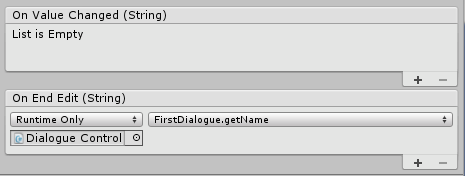 On Value Changed (String)
List is Empty
On End Edit (String)
Runtime Only FirstDialogue.getName
Dialogue Control